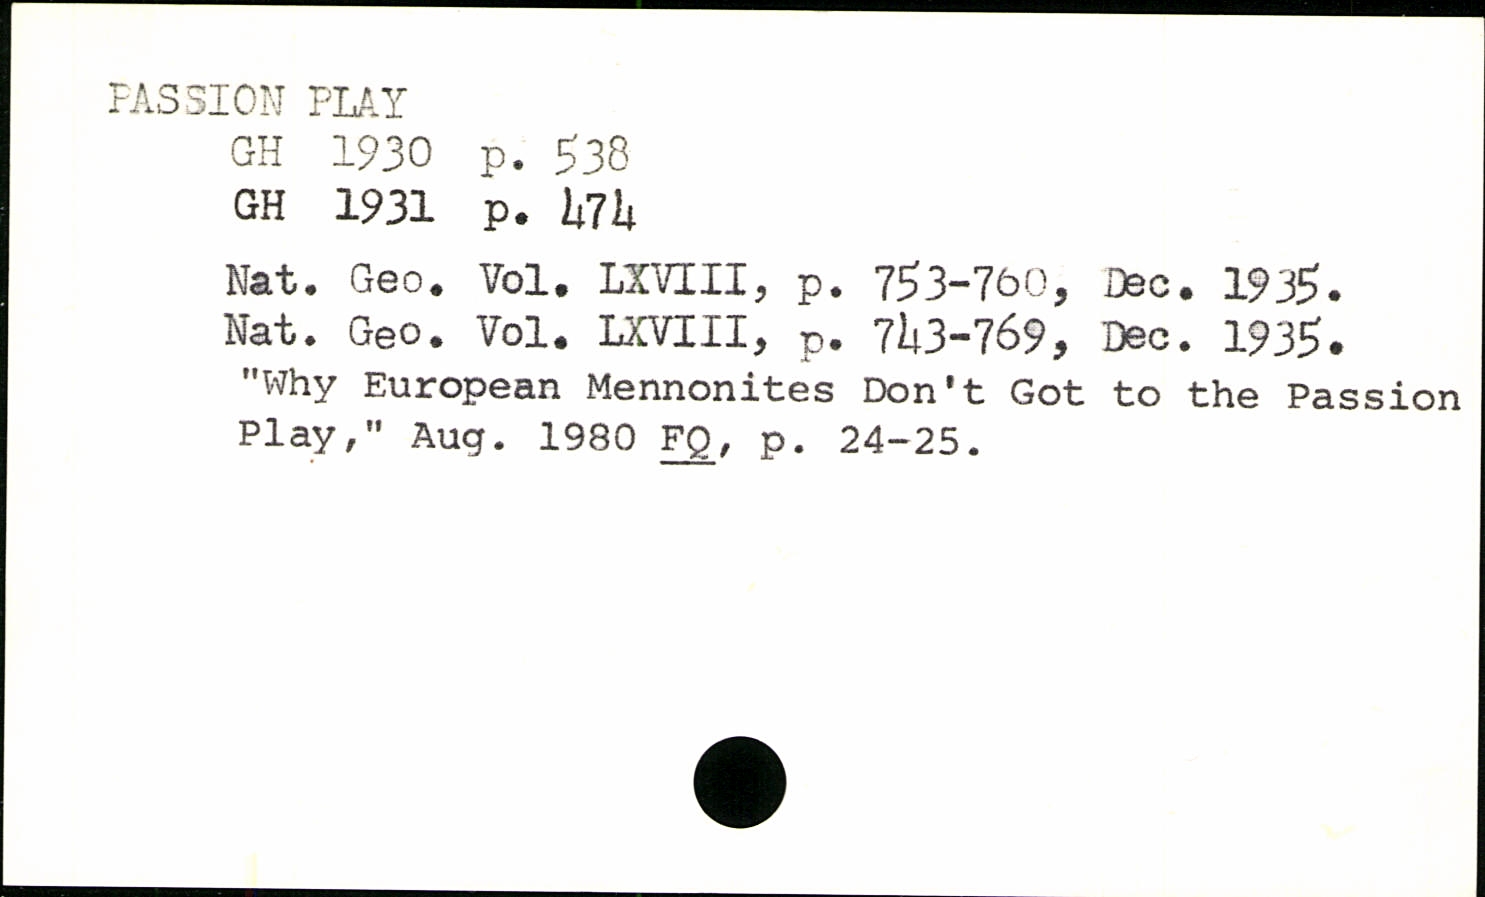 PASSION PLAY
GH 1930 p. 538
GH 1931 p. 474
Nat. Geo. Vol. LXVIII, p. 753-760, Dec. 1935.
Nat. Geo. Vol. LXVIII, p. 743-769, Dec. 1935.
"Why European Mennonites Don't Got to the Passion
Play," Aug. 1980 FQ, p. 24-25.